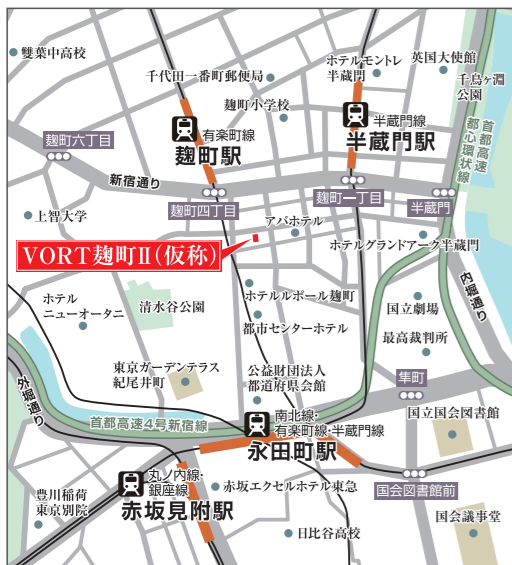 雙葉中高校
千代田一番町郵便局
ホテルモントレ
半蔵門
英国大使館
千鳥ヶ淵
公園
麹町小学校
有楽町線
麹町駅
半蔵門線
半蔵門駅
首都高速
都心環状線
麹町六丁目
新宿通り
麹町四丁目
麹町一丁目
半蔵門
上智大学
アパホテル
VORT麹町Ⅱ(仮称)
ホテルグランドアーク半蔵門
内堀通り
ホテル
ニューオータニ
清水谷公園
ホテルルポール麹町
都市センターホテル
国立劇場
最高裁判所
東京ガーデンテラス
紀尾井町
公益財団法人
都道府県会館
隼町
外堀通り
首都高速4号新宿線
南北線・
有楽町線・半蔵門線
永田町駅
国立国会図書館
丸ノ内線・
銀座線
赤坂見附駅
赤坂エクセルホテル東急
国会図書館前
豊川稲荷
東京別院
日比谷高校
国会議事堂